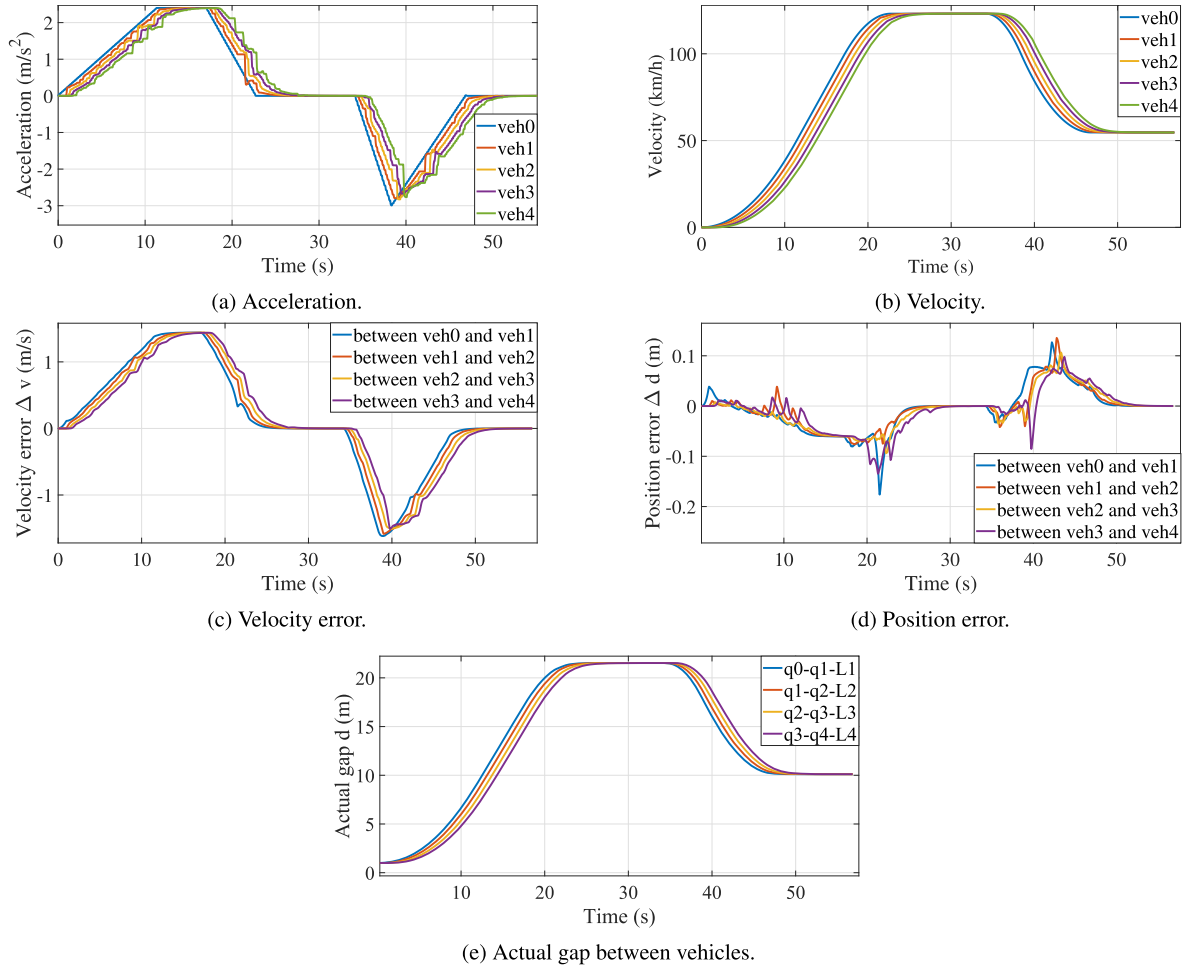 Acceleration (m/s²)
2
1
0
-1
-2
-3
0 10 20 30 40 50
Time (s)
veh0
veh1
veh2
veh3
veh4
(a) Acceleration.
Velocity (km/h)
100
50
0
0 10 20 30 40 50
Time (s)
veh0
veh1
veh2
veh3
veh4
(b) Velocity.
Velocity error Δ v (m/s)
1
0
-1
0 10 20 30 40 50
Time (s)
between veh0 and veh1
between veh1 and veh2
between veh2 and veh3
between veh3 and veh4
(c) Velocity error.
Position error Δ d (m)
0.1
0
-0.1
-0.2
10 20 30 40 50
Time (s)
between veh0 and veh1
between veh1 and veh2
between veh2 and veh3
between veh3 and veh4
(d) Position error.
Actual gap d (m)
20
15
10
5
0
10 20 30 40 50
Time (s)
q0-q1-L1
q1-q2-L2
q2-q3-L3
q3-q4-L4
(e) Actual gap between vehicles.